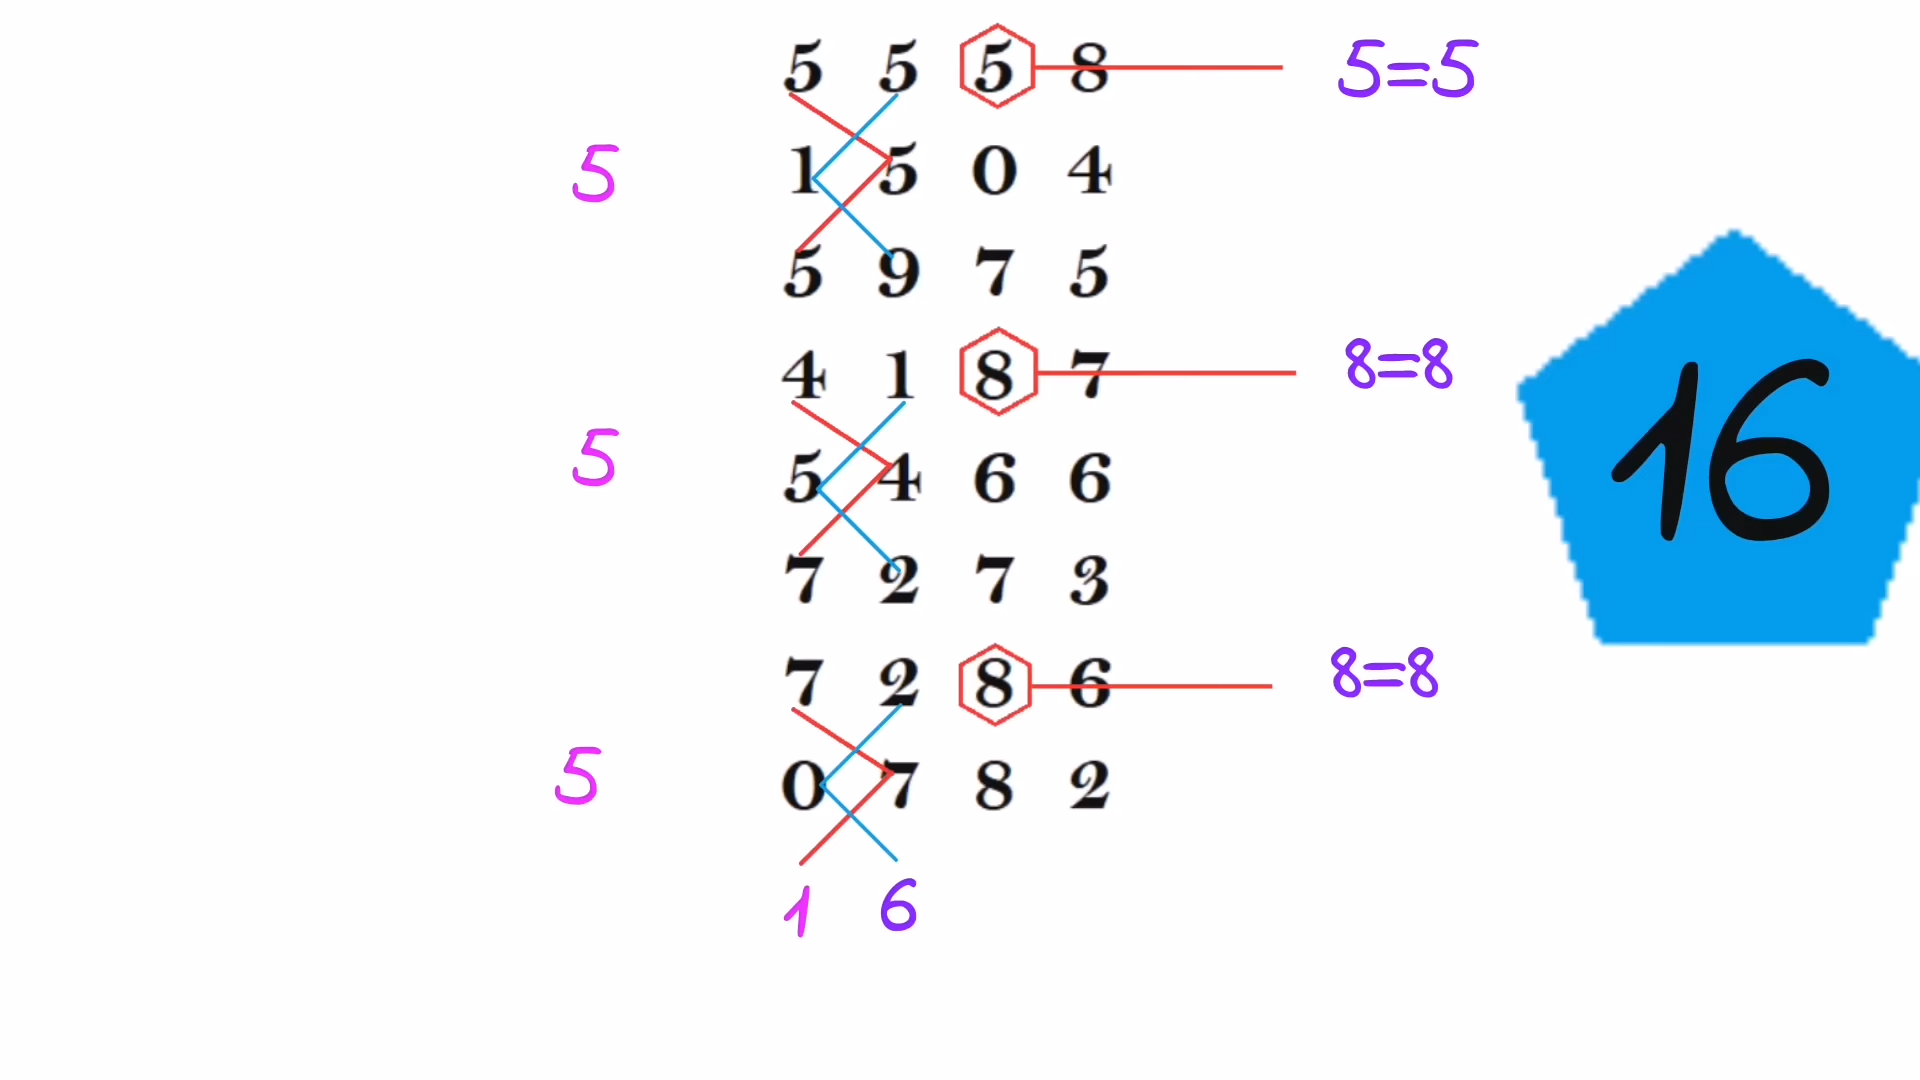 5 5 5 8 5=5
5 1 5 0 4
5 9 7 5
4 1 8 7 8=8
5 5 4 6 6
7 2 7 3
7 2 8 6 8=8
5 0 7 8 2
1 6
16